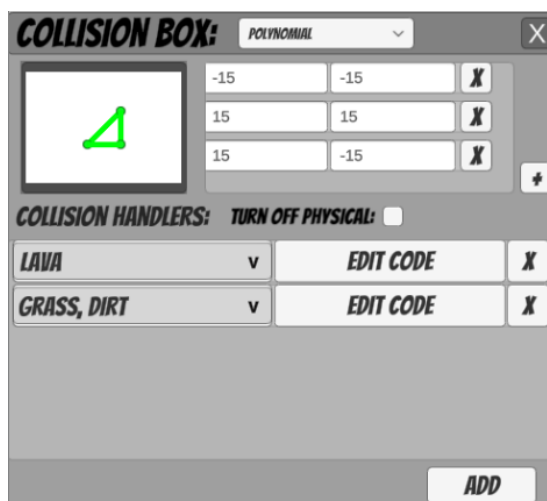 COLLISION BOX: POLYNOMIAL X
-15 -15 X
15 15 X
15 -15 X
+
COLLISION HANDLERS: TURN OFF PHYSICAL:
LAVA V EDIT CODE X
GRASS, DIRT V EDIT CODE X
ADD